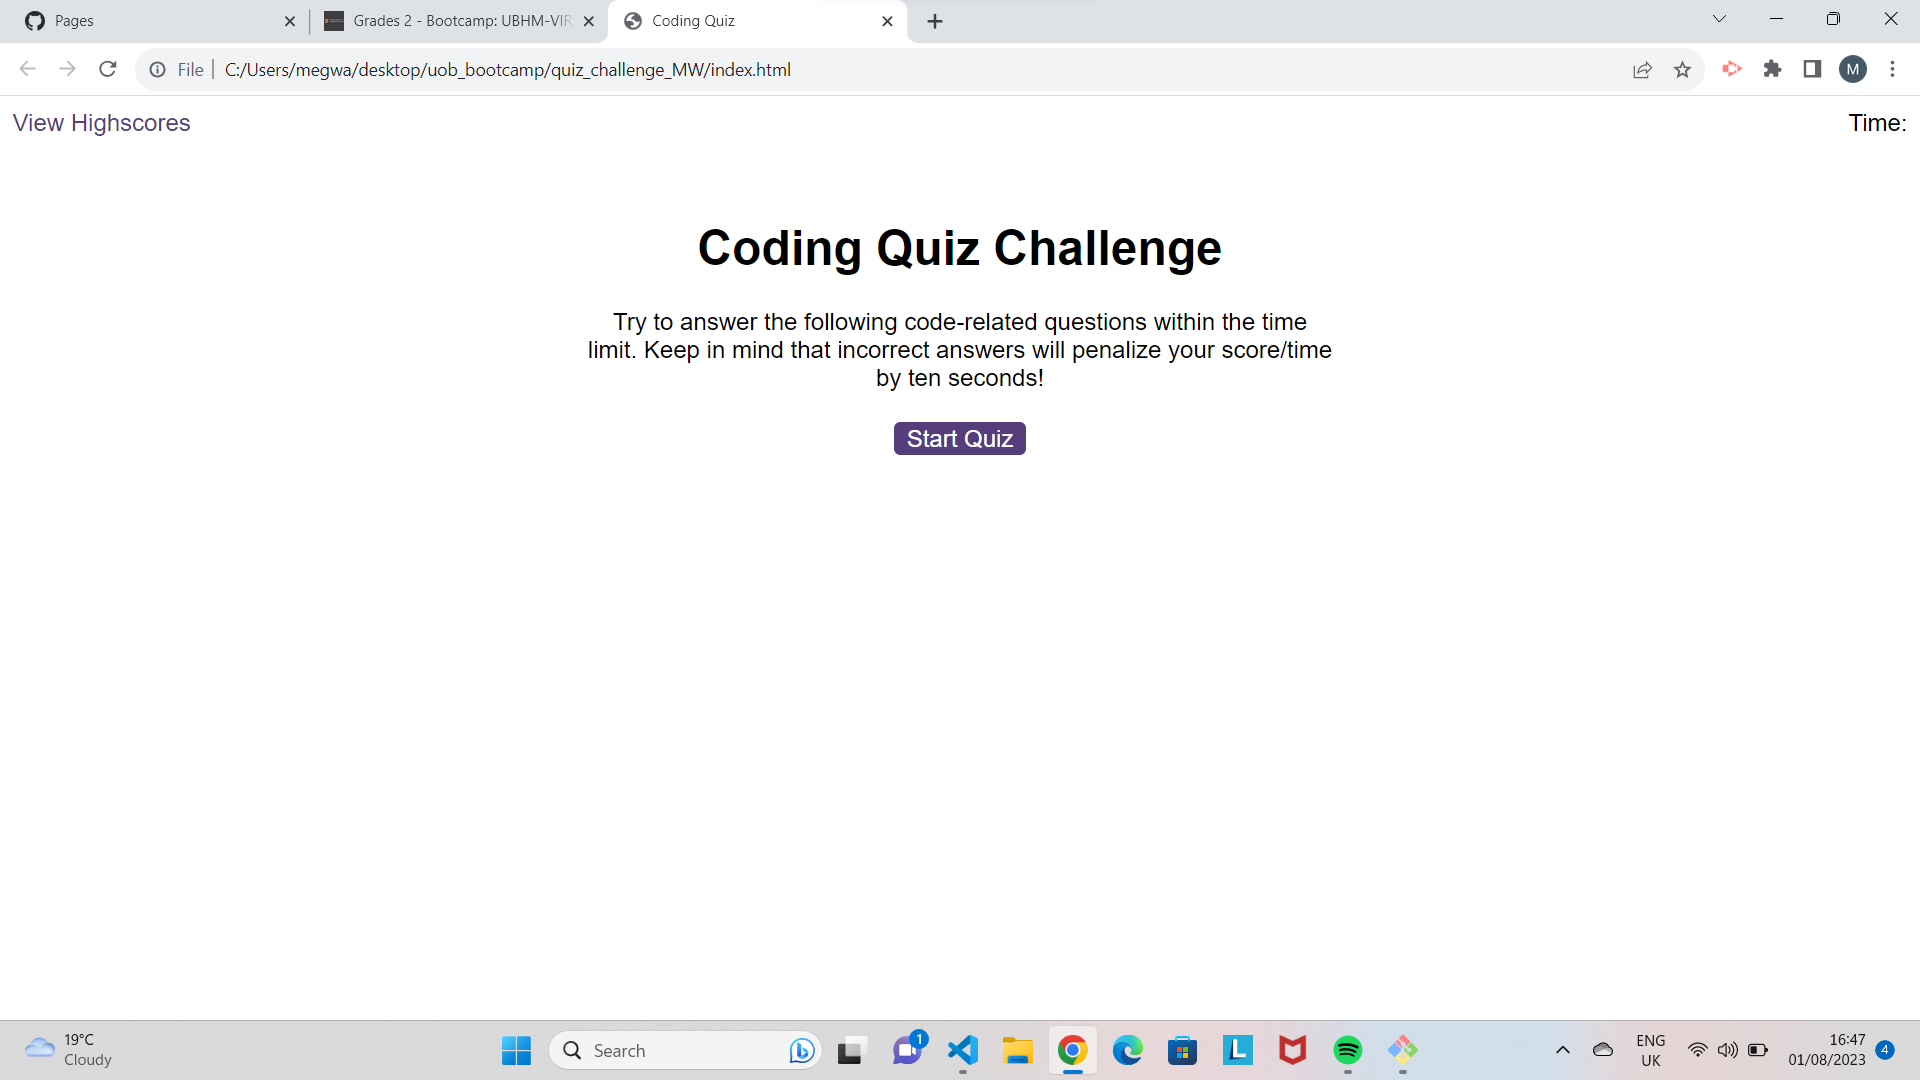 Pages
Grades 2 - Bootcamp: UBHM-VIR
Coding Quiz
File
C:/Users/megwa/desktop/uob_bootcamp/quiz_challenge_MW/index.html
M
View Highscores
Time:
Coding Quiz Challenge
Try to answer the following code-related questions within the time
limit. Keep in mind that incorrect answers will penalize your score/time
by ten seconds!
Start Quiz
19°C
Cloudy
Search
1
L
ENG
UK
16:47
01/08/2023
4